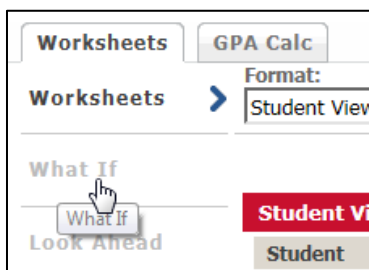 Worksheets GPA Calc
Format:
Worksheets
Student View
What If
What If
Student Vi
Look Ahead
Student